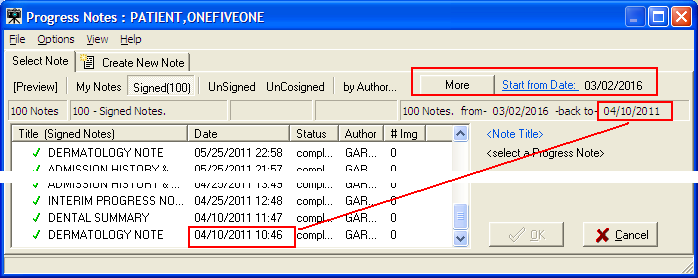 Progress Notes : PATIENT,ONEFIVEONE
File Options View Help
Select Note Create New Note
[Preview] My Notes Signed(100) UnSigned UnCosigned by Author... More Start from Date: 03/02/2016
100 Notes 100 - Signed Notes. 100 Notes. from- 03/02/2016 -back to- 04/10/2011
Title (Signed Notes) Date Status Author # Img
DERMATOLOGY NOTE 05/25/2011 22:58 compl... GAR... 0
ADMISSION HISTORY & ... 05/25/2011 21:57 compl... GAR... 0
ADMISSION HISTORY & ... 04/25/2011 13:49 compl... GAR... 0
INTERIM PROGRESS NO... 04/25/2011 12:48 compl... GAR... 0
DENTAL SUMMARY 04/10/2011 11:47 compl... GAR... 0
DERMATOLOGY NOTE 04/10/2011 10:46 compl... GAR... 0
<Note Title>
<select a Progress Note>
OK Cancel